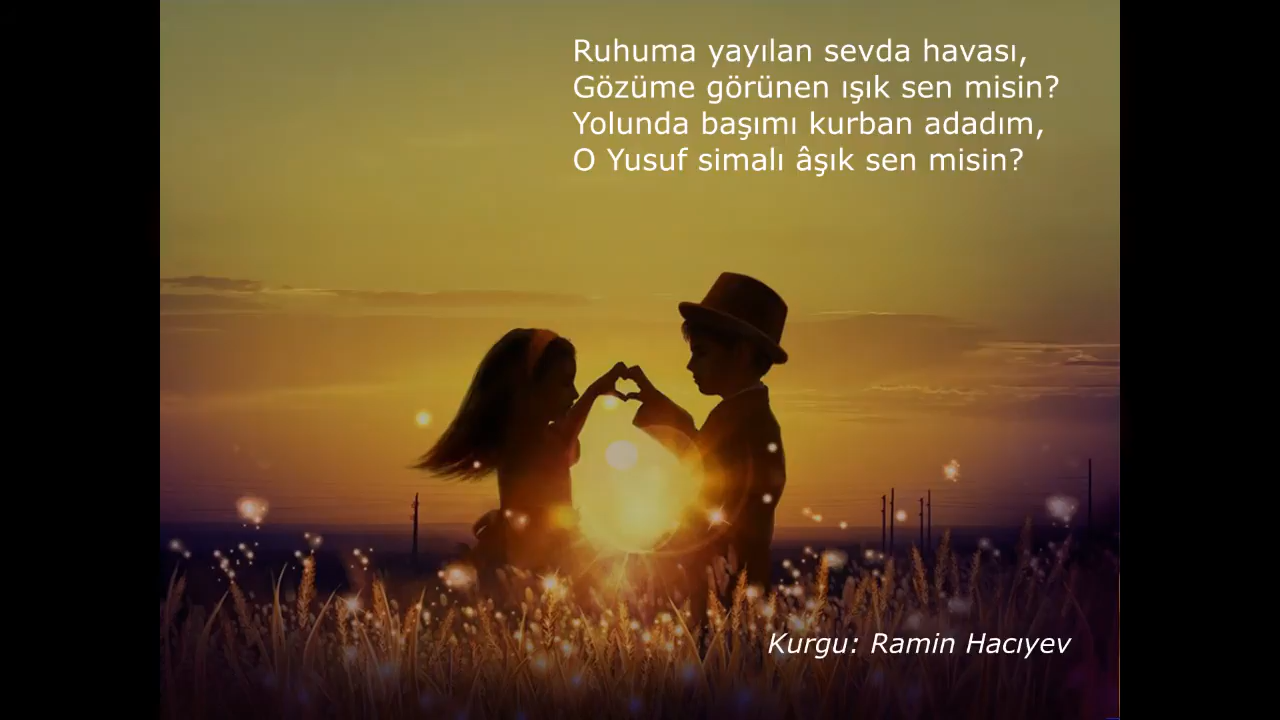 Ruhuma yayılan sevda havası,
Gözüme görünen ışık sen misin?
Yolunda başımı kurban adadım,
O Yusuf simalı âşık sen misin?
Kurgu: Ramin Hacıyev